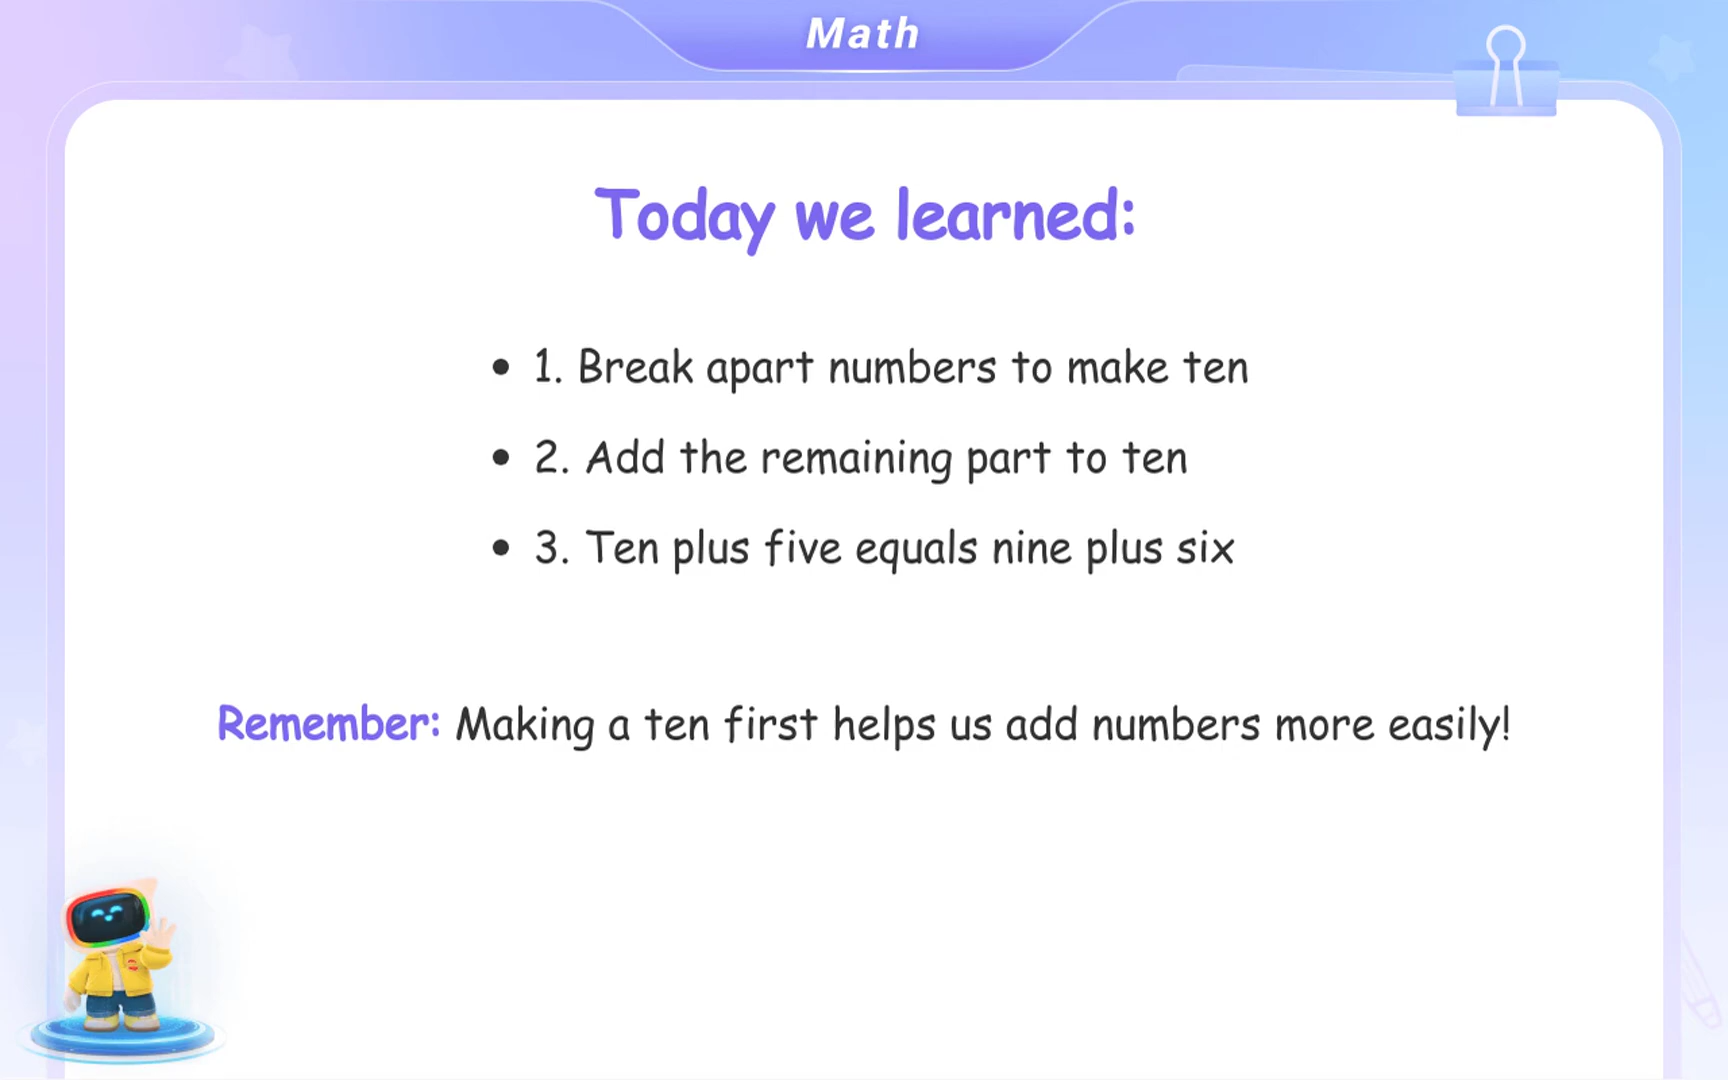 Math
Today we learned:
• 1. Break apart numbers to make ten
• 2. Add the remaining part to ten
• 3. Ten plus five equals nine plus six
Remember: Making a ten first helps us add numbers more easily!